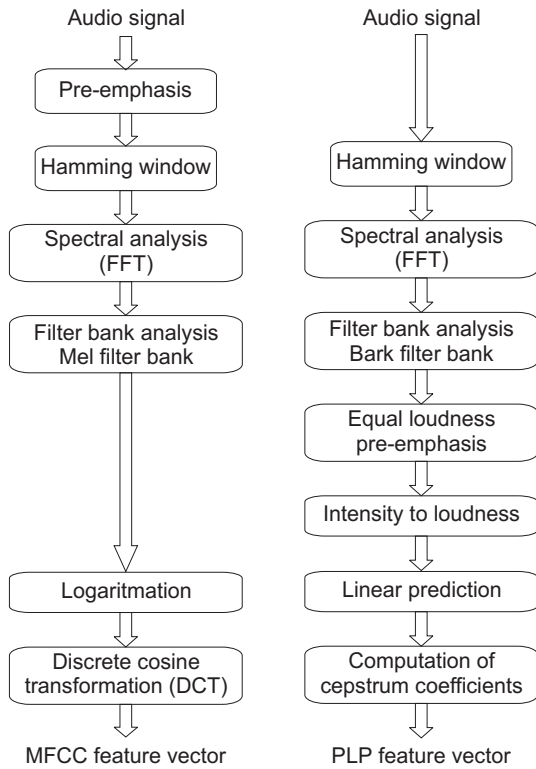 Audio signal
Pre-emphasis
Hamming window
Spectral analysis
(FFT)
Filter bank analysis
Mel filter bank
Logaritmation
Discrete cosine
transformation (DCT)
MFCC feature vector
Audio signal
Hamming window
Spectral analysis
(FFT)
Filter bank analysis
Bark filter bank
Equal loudness
pre-emphasis
Intensity to loudness
Linear prediction
Computation of
cepstrum coefficients
PLP feature vector